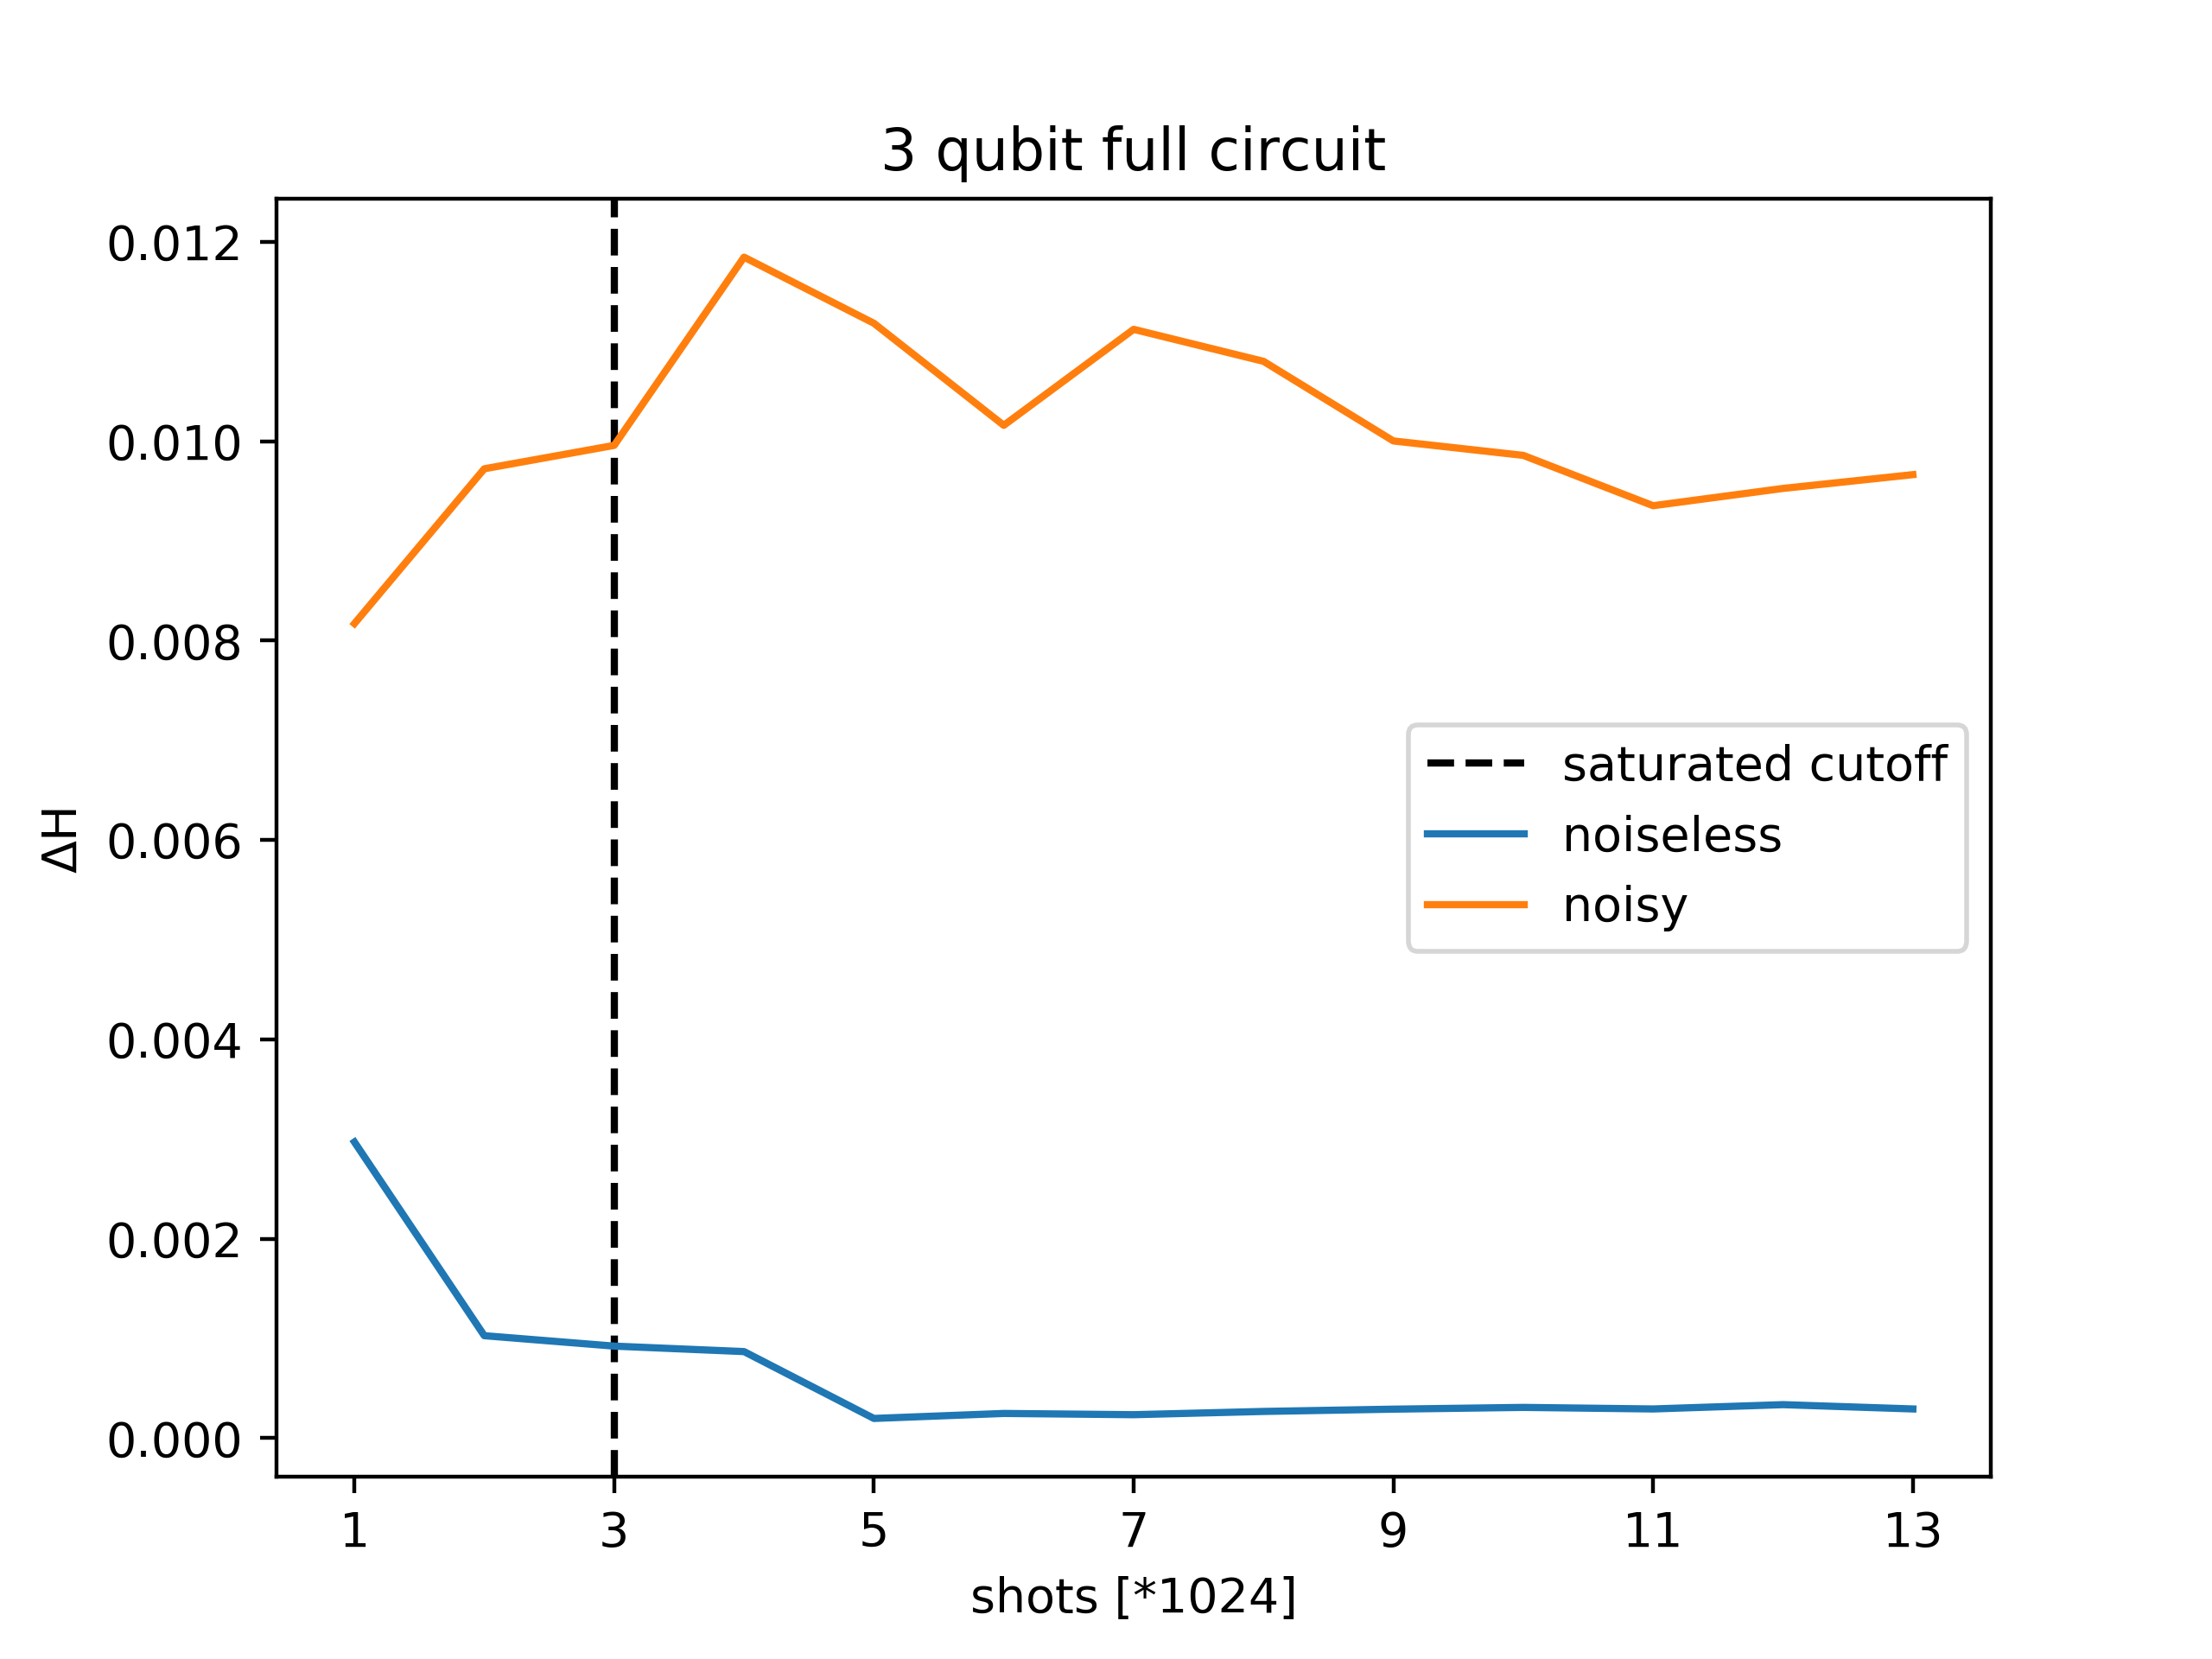 3 qubit full circuit
0.012
0.010
0.008
0.006
0.004
0.002
0.000
ΔH
saturated cutoff
noiseless
noisy
1 3 5 7 9 11 13
shots [*1024]